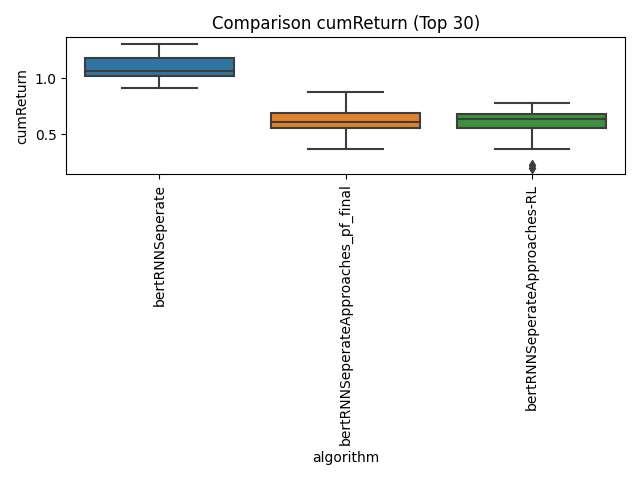 Comparison cumReturn (Top 30)
cumReturn
1.0
0.5
bertRNNSeperate
bertRNNSeperateApproaches_pf_final
bertRNNSeperateApproaches-RL
algorithm